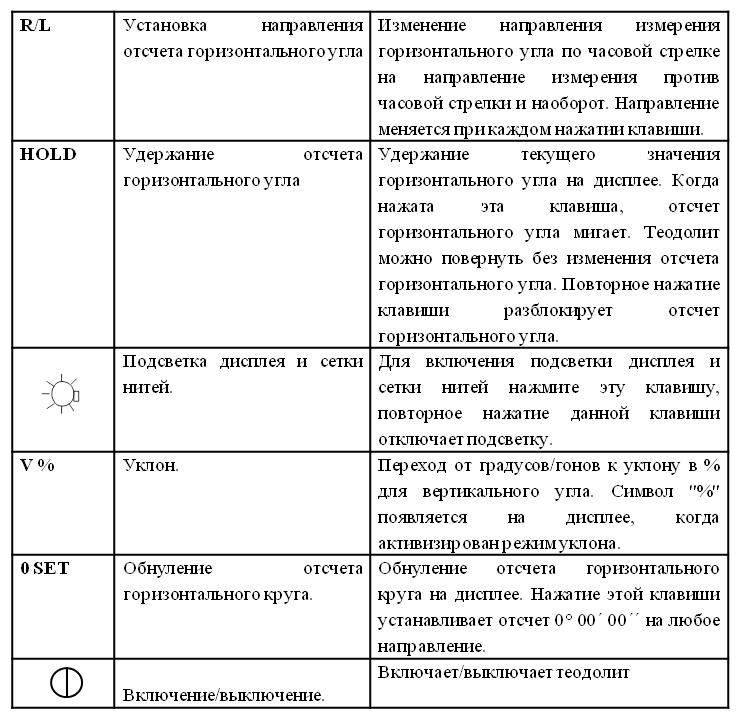 R/L
Установка направления
отсчета горизонтального угла
Изменение направления измерения
горизонтального угла по часовой стрелке
на направление измерения против
часовой стрелки и наоборот. Направление
меняется при каждом нажатии клавиши.
HOLD
Удержание отсчета
горизонтального угла
Удержание текущего значения
горизонтального угла на дисплее. Когда
нажата эта клавиша, отсчет
горизонтального угла мигает. Теодолит
можно повернуть без изменения отсчета
горизонтального угла. Повторное нажатие
клавиши разблокирует отсчет
горизонтального угла.
Подсветка дисплея и сетки
нитей.
Для включения подсветки дисплея и
сетки нитей нажмите эту клавишу,
повторное нажатие данной клавиши
отключает подсветку.
V %
Уклон.
Переход от градусов/гонов к уклону в %
для вертикального угла. Символ "%"
появляется на дисплее, когда
активизирован режим уклона.
0 SET
Обнуление отсчета
горизонтального круга.
Обнуление отсчета горизонтального
круга на дисплее. Нажатие этой клавиши
устанавливает отсчет 0° 00´ 00´´ на любое
направление.
Включение/выключение.
Включает/выключает теодолит